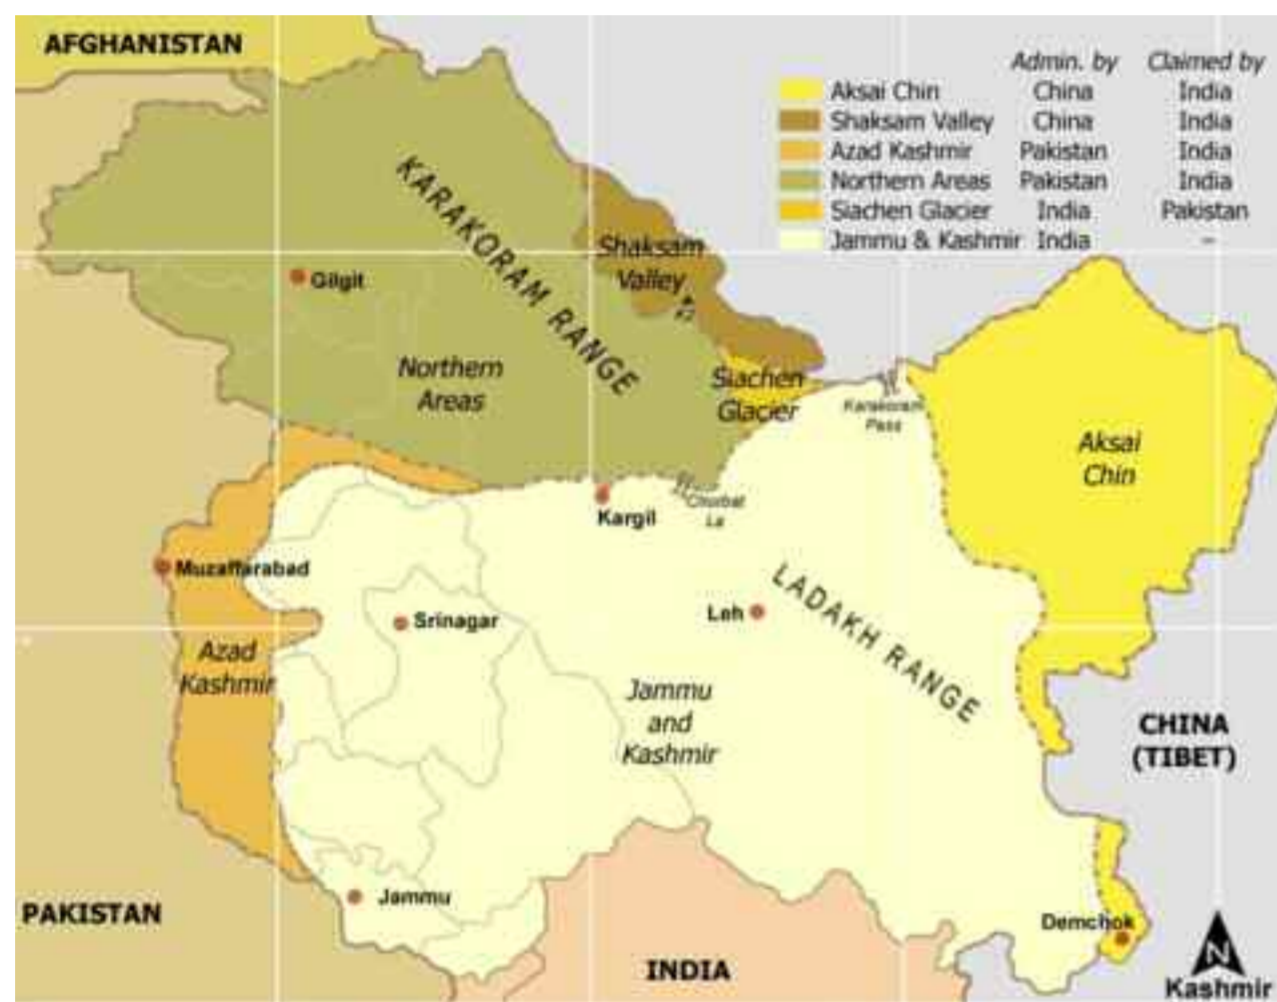 AFGHANISTAN
Admin. by Claimed by
Aksai Chin China India
Shaksam Valley China India
Azad Kashmir Pakistan India
Northern Areas Pakistan India
Siachen Glacier India Pakistan
Jammu & Kashmir India –
KARAKORAM RANGE
Shaksam
Valley
Gilgit
Northern
Areas
Siachen
Glacier
Karakoram
Pass
Aksai
Chin
Kargil
Chorbat
La
Muzaffarabad
Srinagar
Leh
LADAKH RANGE
Azad
Kashmir
Jammu
and
Kashmir
CHINA
(TIBET)
Jammu
PAKISTAN
Demchok
INDIA
N
Kashmir